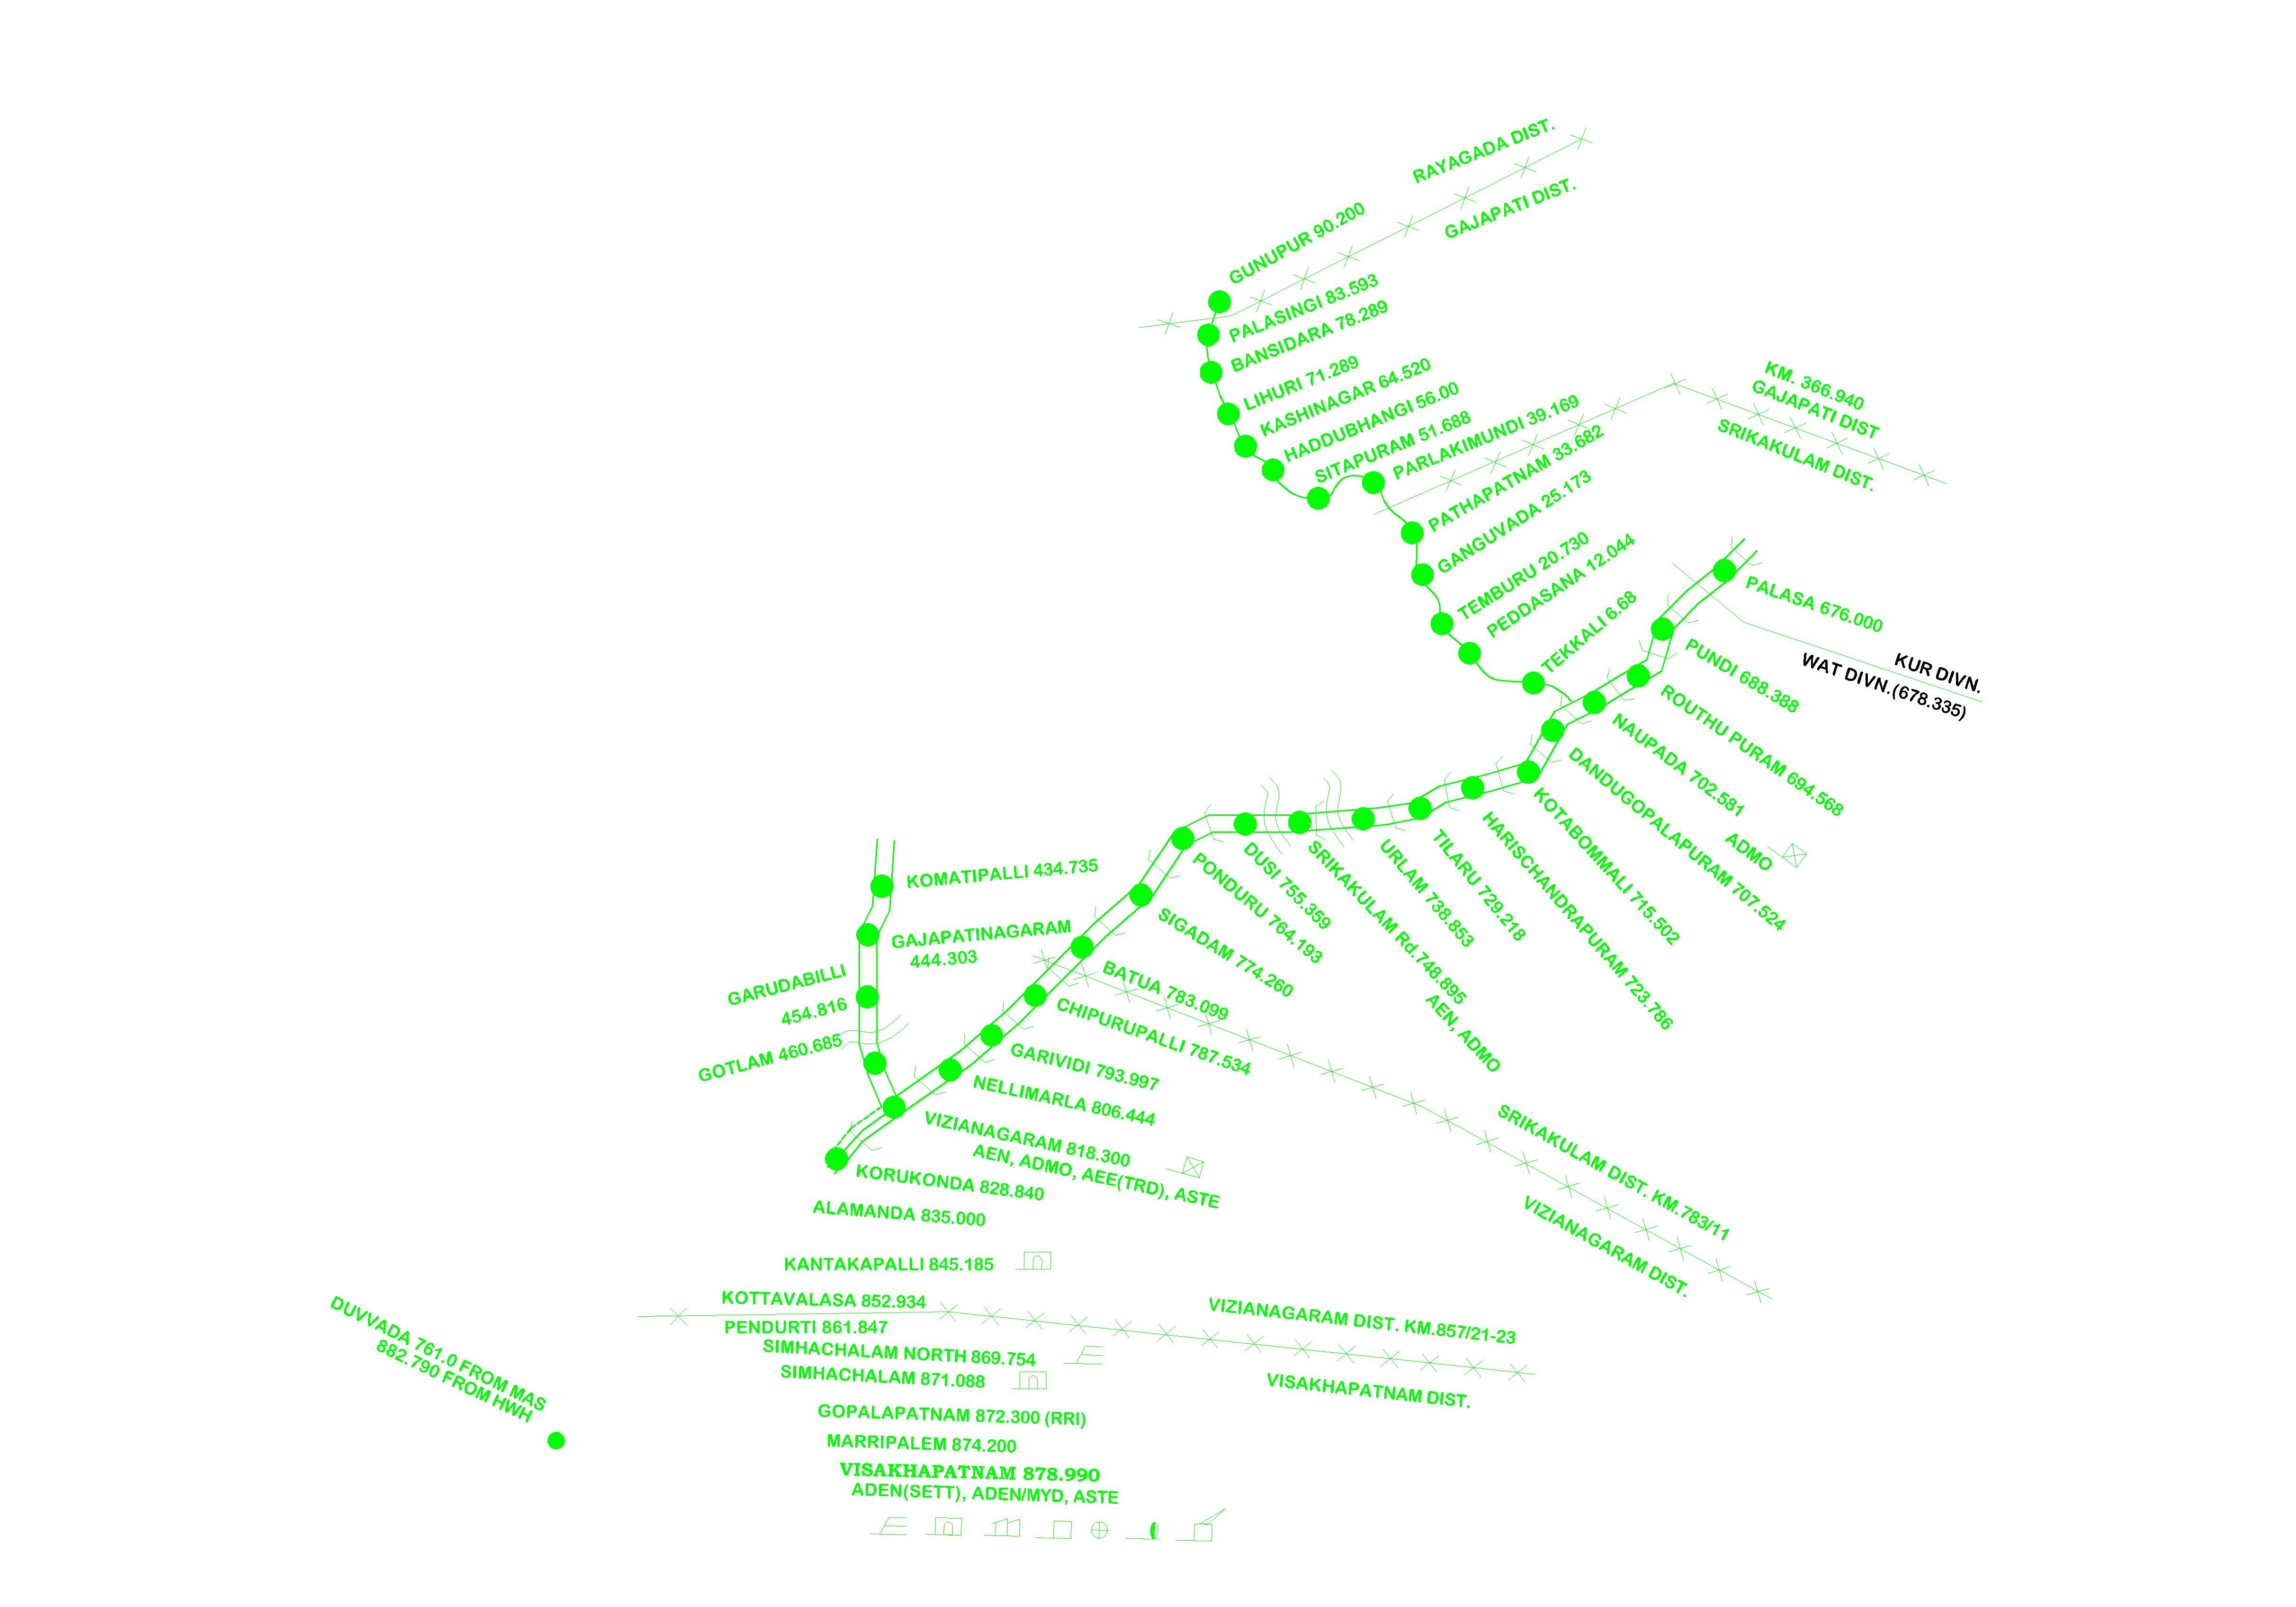 RAYAGADA DIST.
GAJAPATI DIST.
GUNUPUR 90.200
PALASINGI 83.593
BANSIDARA 78.289
LIHURI 71.289
KASHINAGAR 64.520
HADDUBHANGI 56.00
SITAPURAM 51.688
PARLAKIMUNDI 39.169
PATHAPATNAM 33.682
GANGUVADA 25.173
TEMBURU 20.730
PEDDASANA 12.044
TEKKALI 6.68
KM. 366.940
GAJAPATI DIST
SRIKAKULAM DIST.
PALASA 676.000
KUR DIVN.
WAT DIVN.(678.335)
PUNDI 688.388
ROUTHU PURAM 694.568
NAUPADA 702.581
ADMO
DANDUGOPALAPURAM 707.524
KOTABOMMALI 715.502
HARISCHANDRAPURAM 723.786
TILARU 729.218
URLAM 738.853
SRIKAKULAM Rd.748.895
AEN, ADMO
DUSI 755.359
PONDURU 764.193
SIGADAM 774.260
BATUA 783.099
CHIPURUPALLI 787.534
GARIVIDI 793.997
NELLIMARLA 806.444
VIZIANAGARAM 818.300
AEN, ADMO, AEE(TRD), ASTE
KOMATIPALLI 434.735
GAJAPATINAGARAM
444.303
GARUDABILLI
454.816
GOTLAM 460.685
SRIKAKULAM DIST. KM.783/11
VIZIANAGARAM DIST.
KORUKONDA 828.840
ALAMANDA 835.000
KANTAKAPALLI 845.185
KOTTAVALASA 852.934
VIZIANAGARAM DIST. KM.857/21-23
PENDURTI 861.847
SIMHACHALAM NORTH 869.754
SIMHACHALAM 871.088
VISAKHAPATNAM DIST.
DUVVADA 761.0 FROM MAS
882.790 FROM HWH
GOPALAPATNAM 872.300 (RRI)
MARRIPALEM 874.200
VISAKHAPATNAM 878.990
ADEN(SETT), ADEN/MYD, ASTE